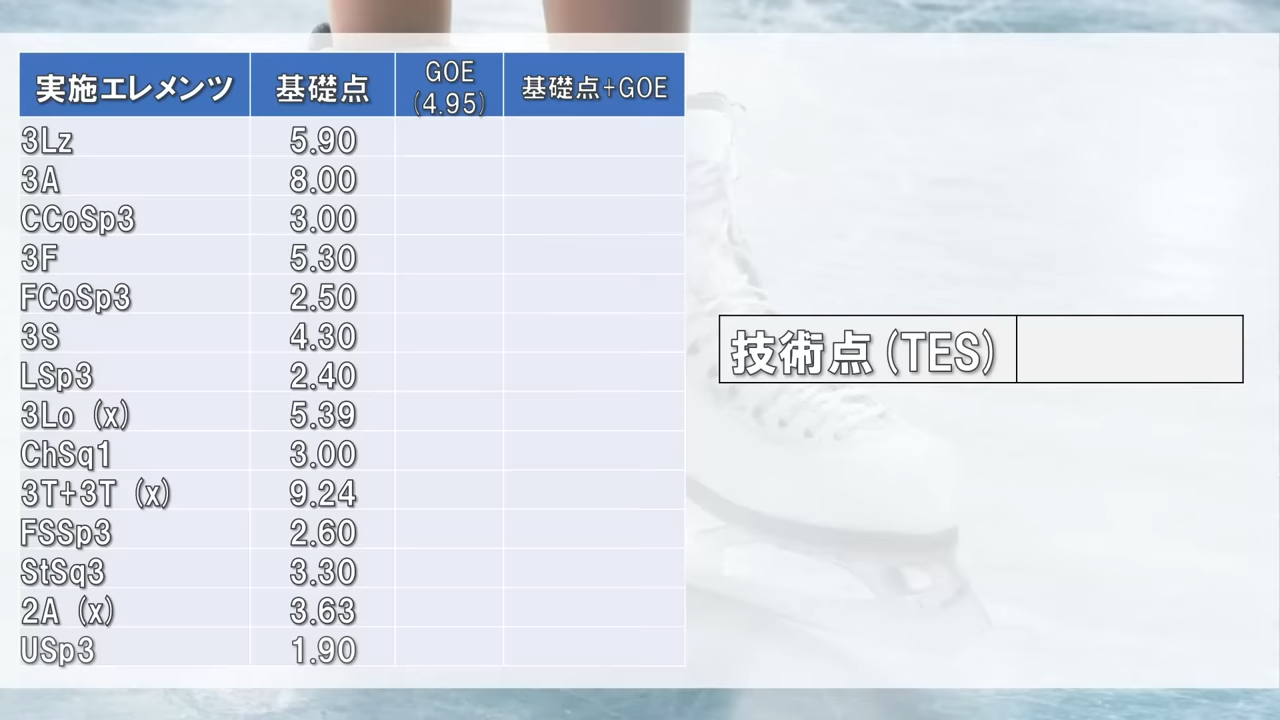 実施エレメンツ 基礎点 GOE (4.95) 基礎点+GOE
3Lz 5.90
3A 8.00
CCoSp3 3.00
3F 5.30
FCoSp3 2.50
3S 4.30
LSp3 2.40
3Lo (x) 5.39
ChSq1 3.00
3T+3T (x) 9.24
FSSp3 2.60
StSq3 3.30
2A (x) 3.63
USp3 1.90
技術点(TES)